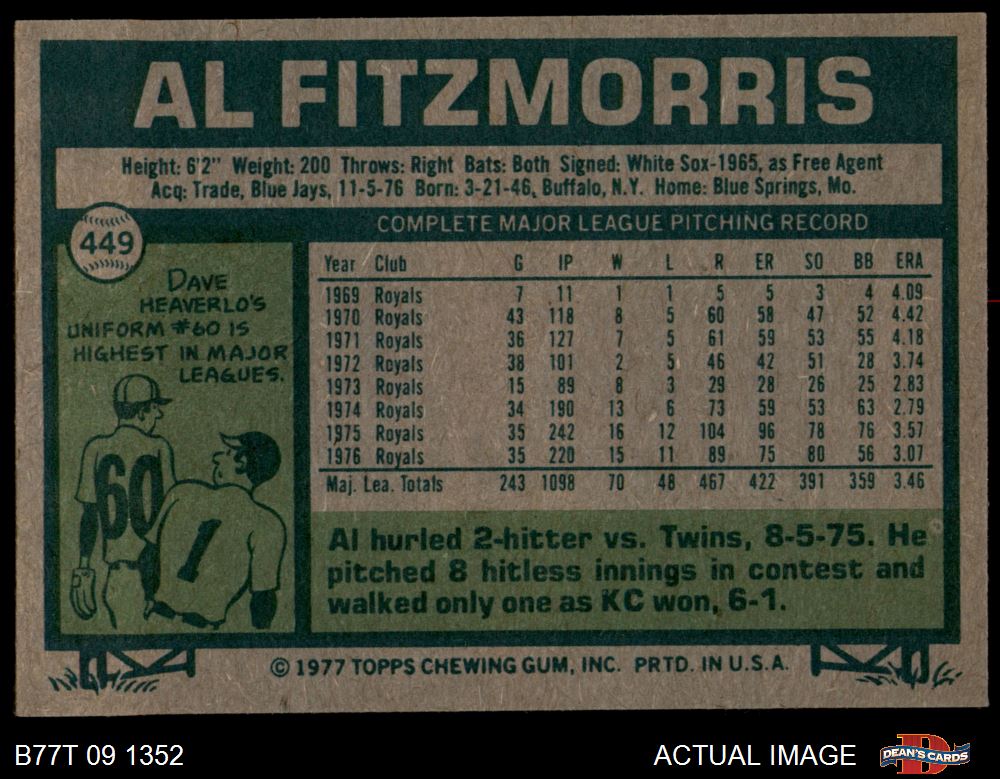 AL FITZMORRIS
Height: 6'2" Weight: 200 Throws: Right Bats: Both Signed: White Sox-1965, as Free Agent
Acq: Trade, Blue Jays, 11-5-76 Born: 3-21-46, Buffalo, N.Y. Home: Blue Springs, Mo.
449
DAVE
HEAVERLO'S
UNIFORM #60 IS
HIGHEST IN MAJOR
LEAGUES.
60
1
COMPLETE MAJOR LEAGUE PITCHING RECORD
Year Club G IP W L R ER SO BB ERA
1969 Royals 7 11 1 1 5 5 3 4 4.09
1970 Royals 43 118 8 5 60 58 47 52 4.42
1971 Royals 36 127 7 5 61 59 53 55 4.18
1972 Royals 38 101 2 5 46 42 51 28 3.74
1973 Royals 15 89 8 3 29 28 26 25 2.83
1974 Royals 34 190 13 6 73 59 53 63 2.79
1975 Royals 35 242 16 12 104 96 78 76 3.57
1976 Royals 35 220 15 11 89 75 80 56 3.07
Maj. Lea. Totals 243 1098 70 48 467 422 391 359 3.46
Al hurled 2-hitter vs. Twins, 8-5-75. He
pitched 8 hitless innings in contest and
walked only one as KC won, 6-1.
© 1977 TOPPS CHEWING GUM, INC. PRTD. IN U.S.A.
B77T 09 1352
ACTUAL IMAGE
D
DEAN'S CARDS